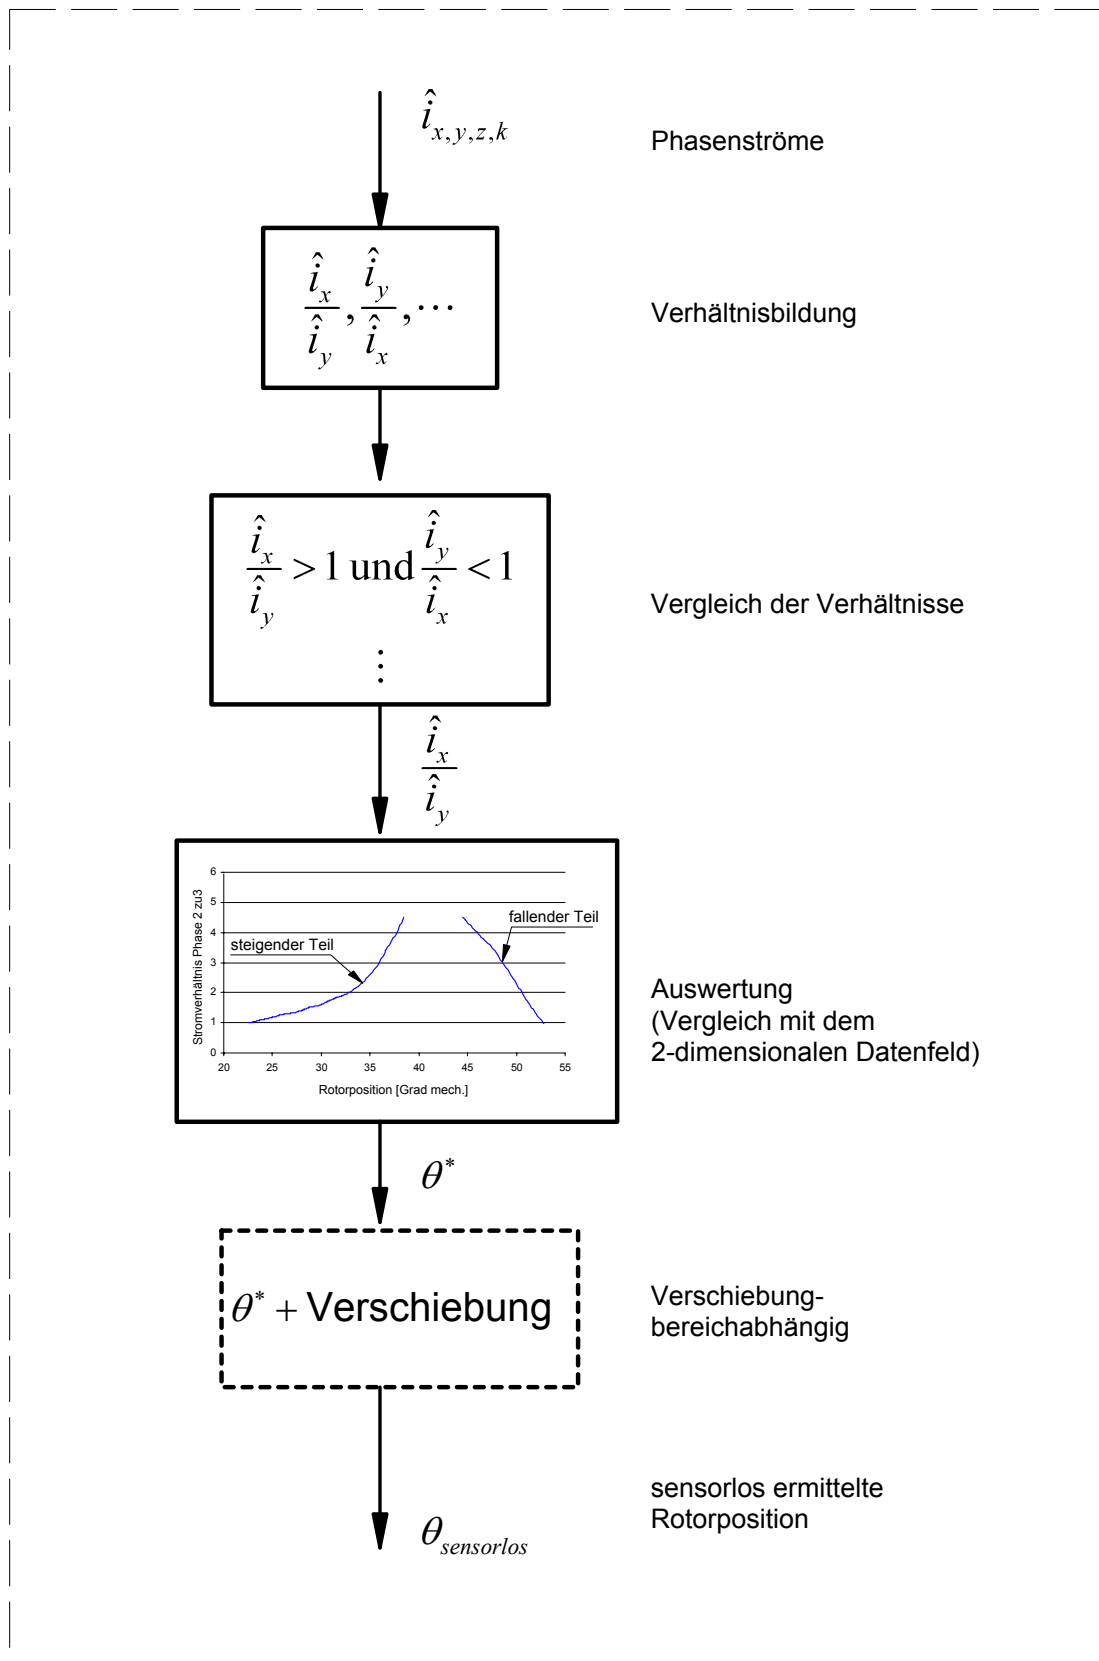 î_{x,y,z,k}
Phasenströme
î_x/î_y, î_y/î_x, ⋯
Verhältnisbildung
î_x/î_y > 1 und î_y/î_x < 1
⋮
Vergleich der Verhältnisse
î_x/î_y
Stromverhältnis Phase 2 zu3
6
5
4
3
2
1
0
steigender Teil
fallender Teil
20 25 30 35 40 45 50 55
Rotorposition [Grad mech.]
Auswertung
(Vergleich mit dem
2-dimensionalen Datenfeld)
θ*
θ* + Verschiebung
Verschiebung-
bereichabhängig
sensorlos ermittelte
Rotorposition
θ_{sensorlos}